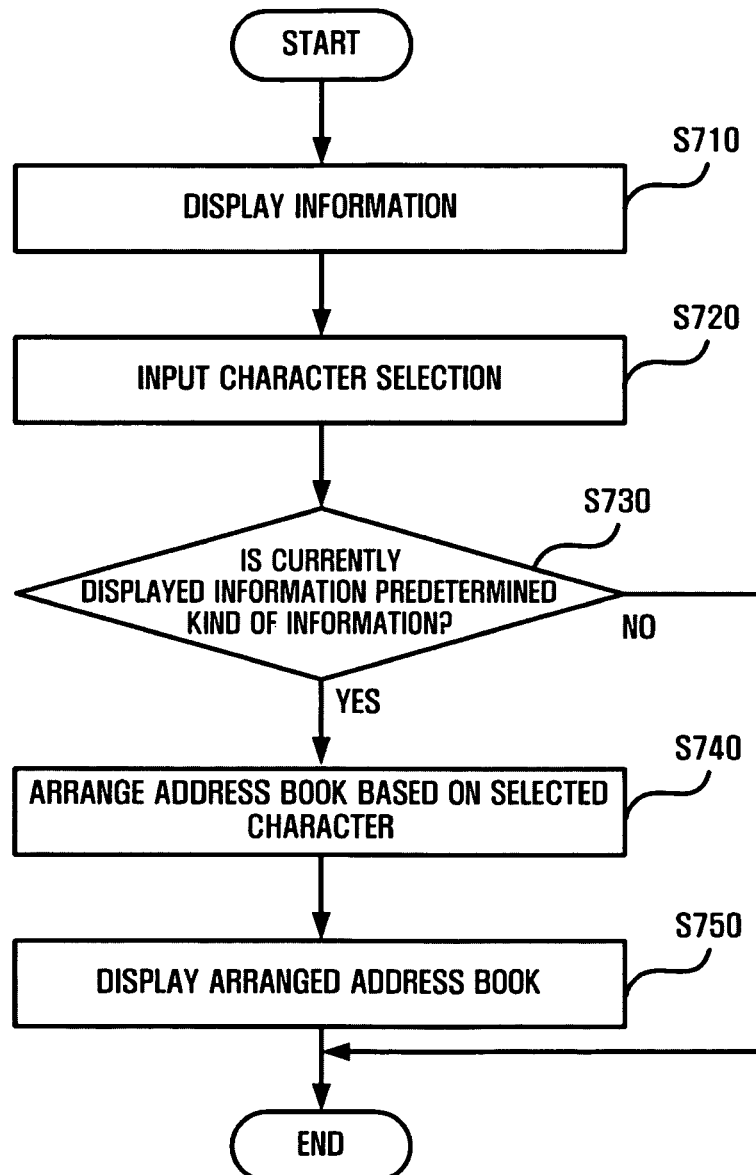 START
S710
DISPLAY INFORMATION
S720
INPUT CHARACTER SELECTION
S730
IS CURRENTLY
DISPLAYED INFORMATION PREDETERMINED
KIND OF INFORMATION?
NO
YES
S740
ARRANGE ADDRESS BOOK BASED ON SELECTED
CHARACTER
S750
DISPLAY ARRANGED ADDRESS BOOK
END